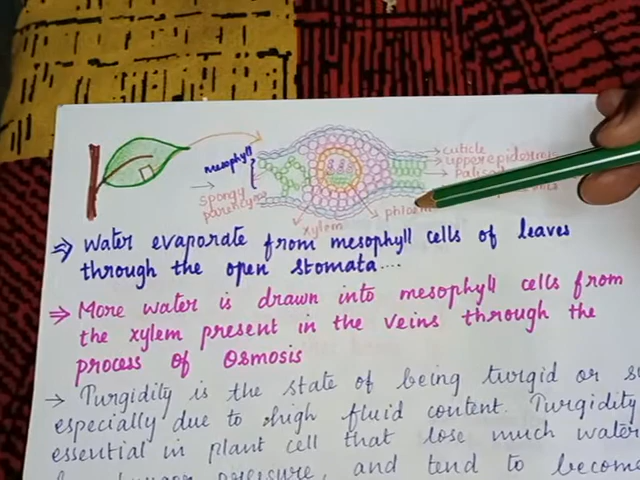 cuticle
mesophyll
upper epidermis
spongy
parenchyma
xylem
phloem
⇒ Water evaporate from mesophyll cells of leaves
through the open stomata....
⇒ More water is drawn into mesophyll cells from
the xylem present in the veins through the
process of Osmosis
→ Turgidity is the state of being turgid or
especially due to high fluid content. Turgidity
essential in plant cell that lose much water
pressure, and tend to become